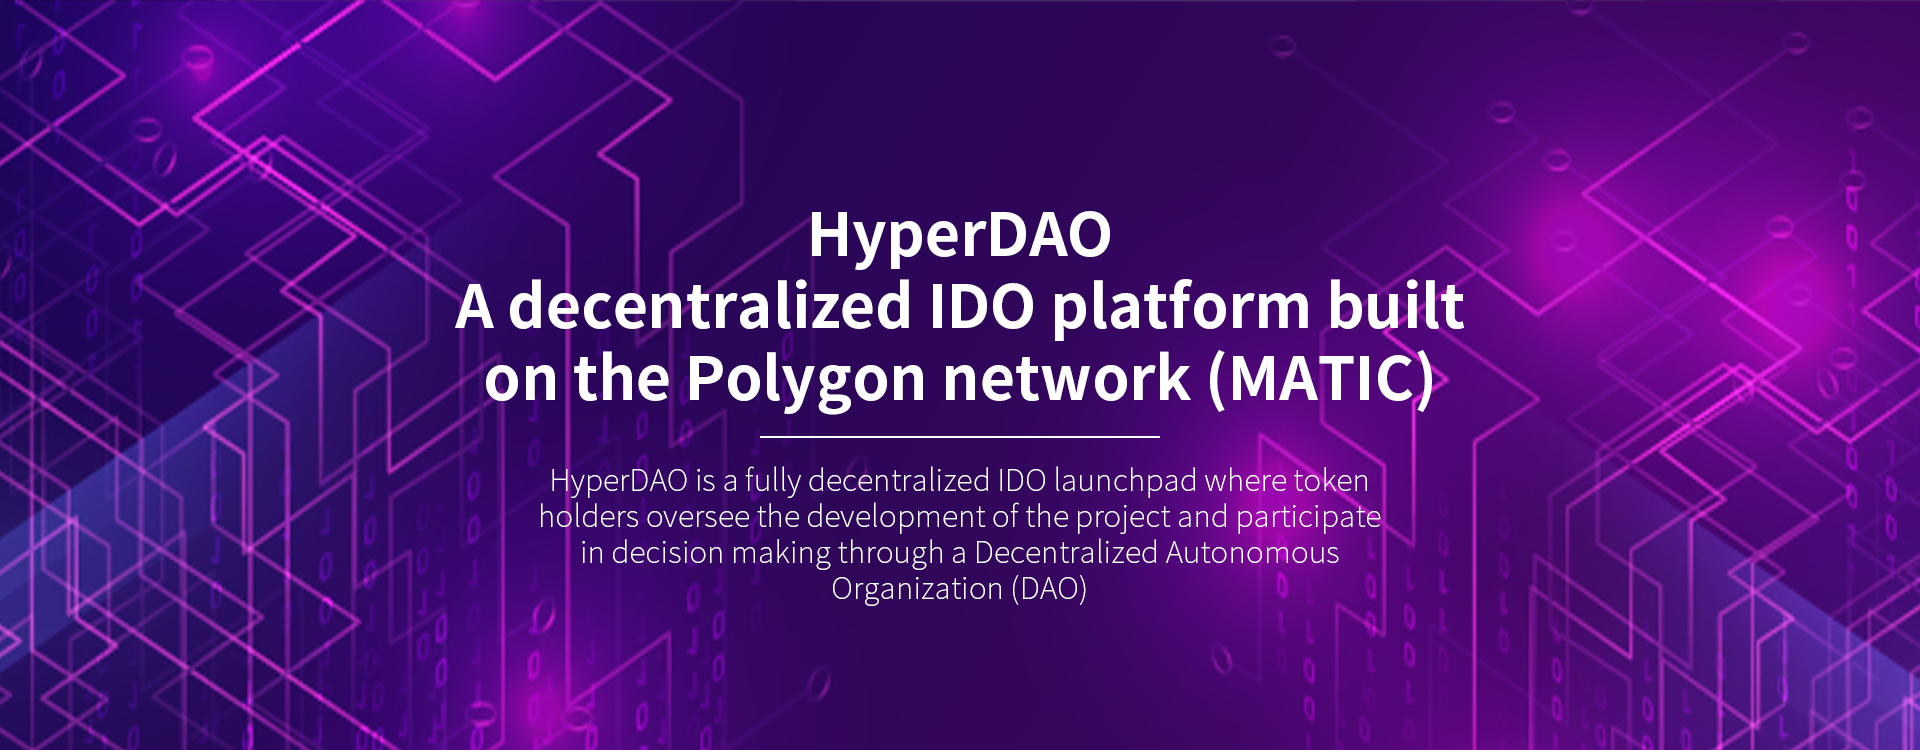 HyperDAO
A decentralized IDO platform built
on the Polygon network (MATIC)
HyperDAO is a fully decentralized IDO launchpad where token
holders oversee the development of the project and participate
in decision making through a Decentralized Autonomous
Organization (DAO)